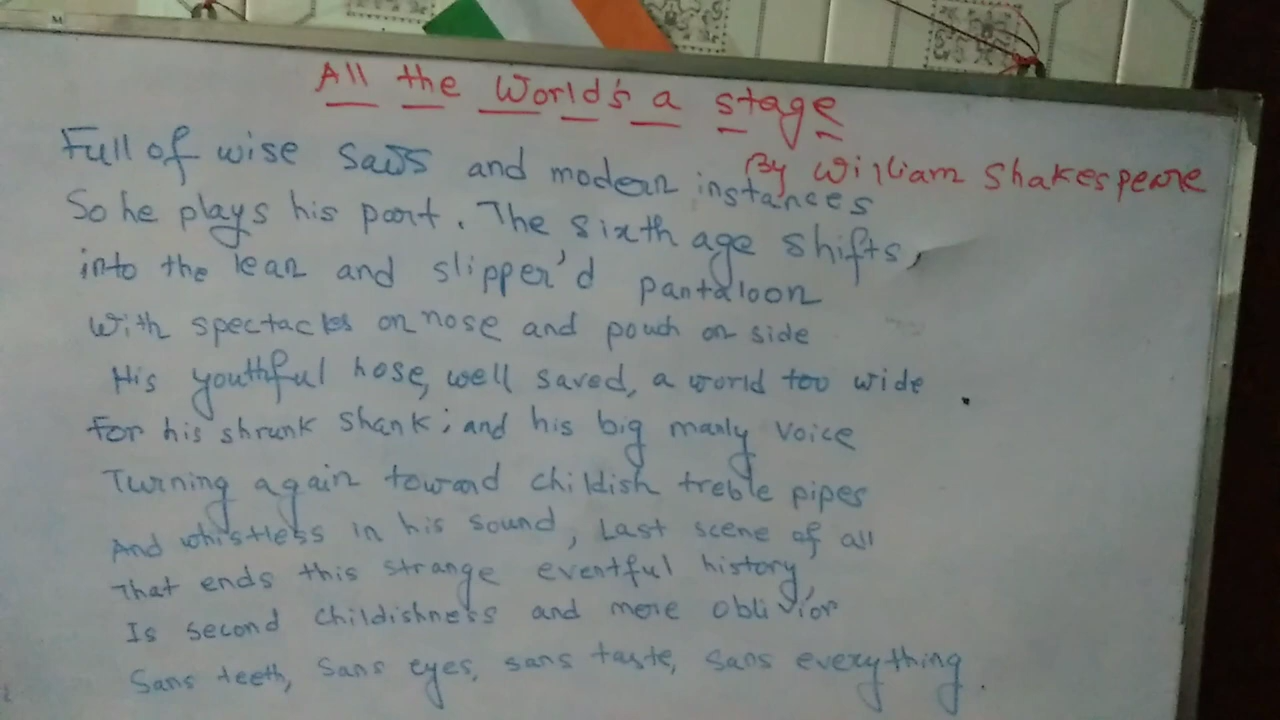 All the World's a stage
By William Shakespeare
Full of wise saws and modern instances
So he plays his part. The sixth age shifts,
into the lean and slipper'd pantaloon
With spectacles on nose and pouch on side
His youthful hose, well saved, a world too wide
For his shrunk shank; and his big manly voice
Turning again toward childish treble pipes
And whistless in his sound, Last scene of all
That ends this strange eventful history,
Is second childishness and mere oblivion
Sans teeth, Sans eyes, sans taste, sans everything.